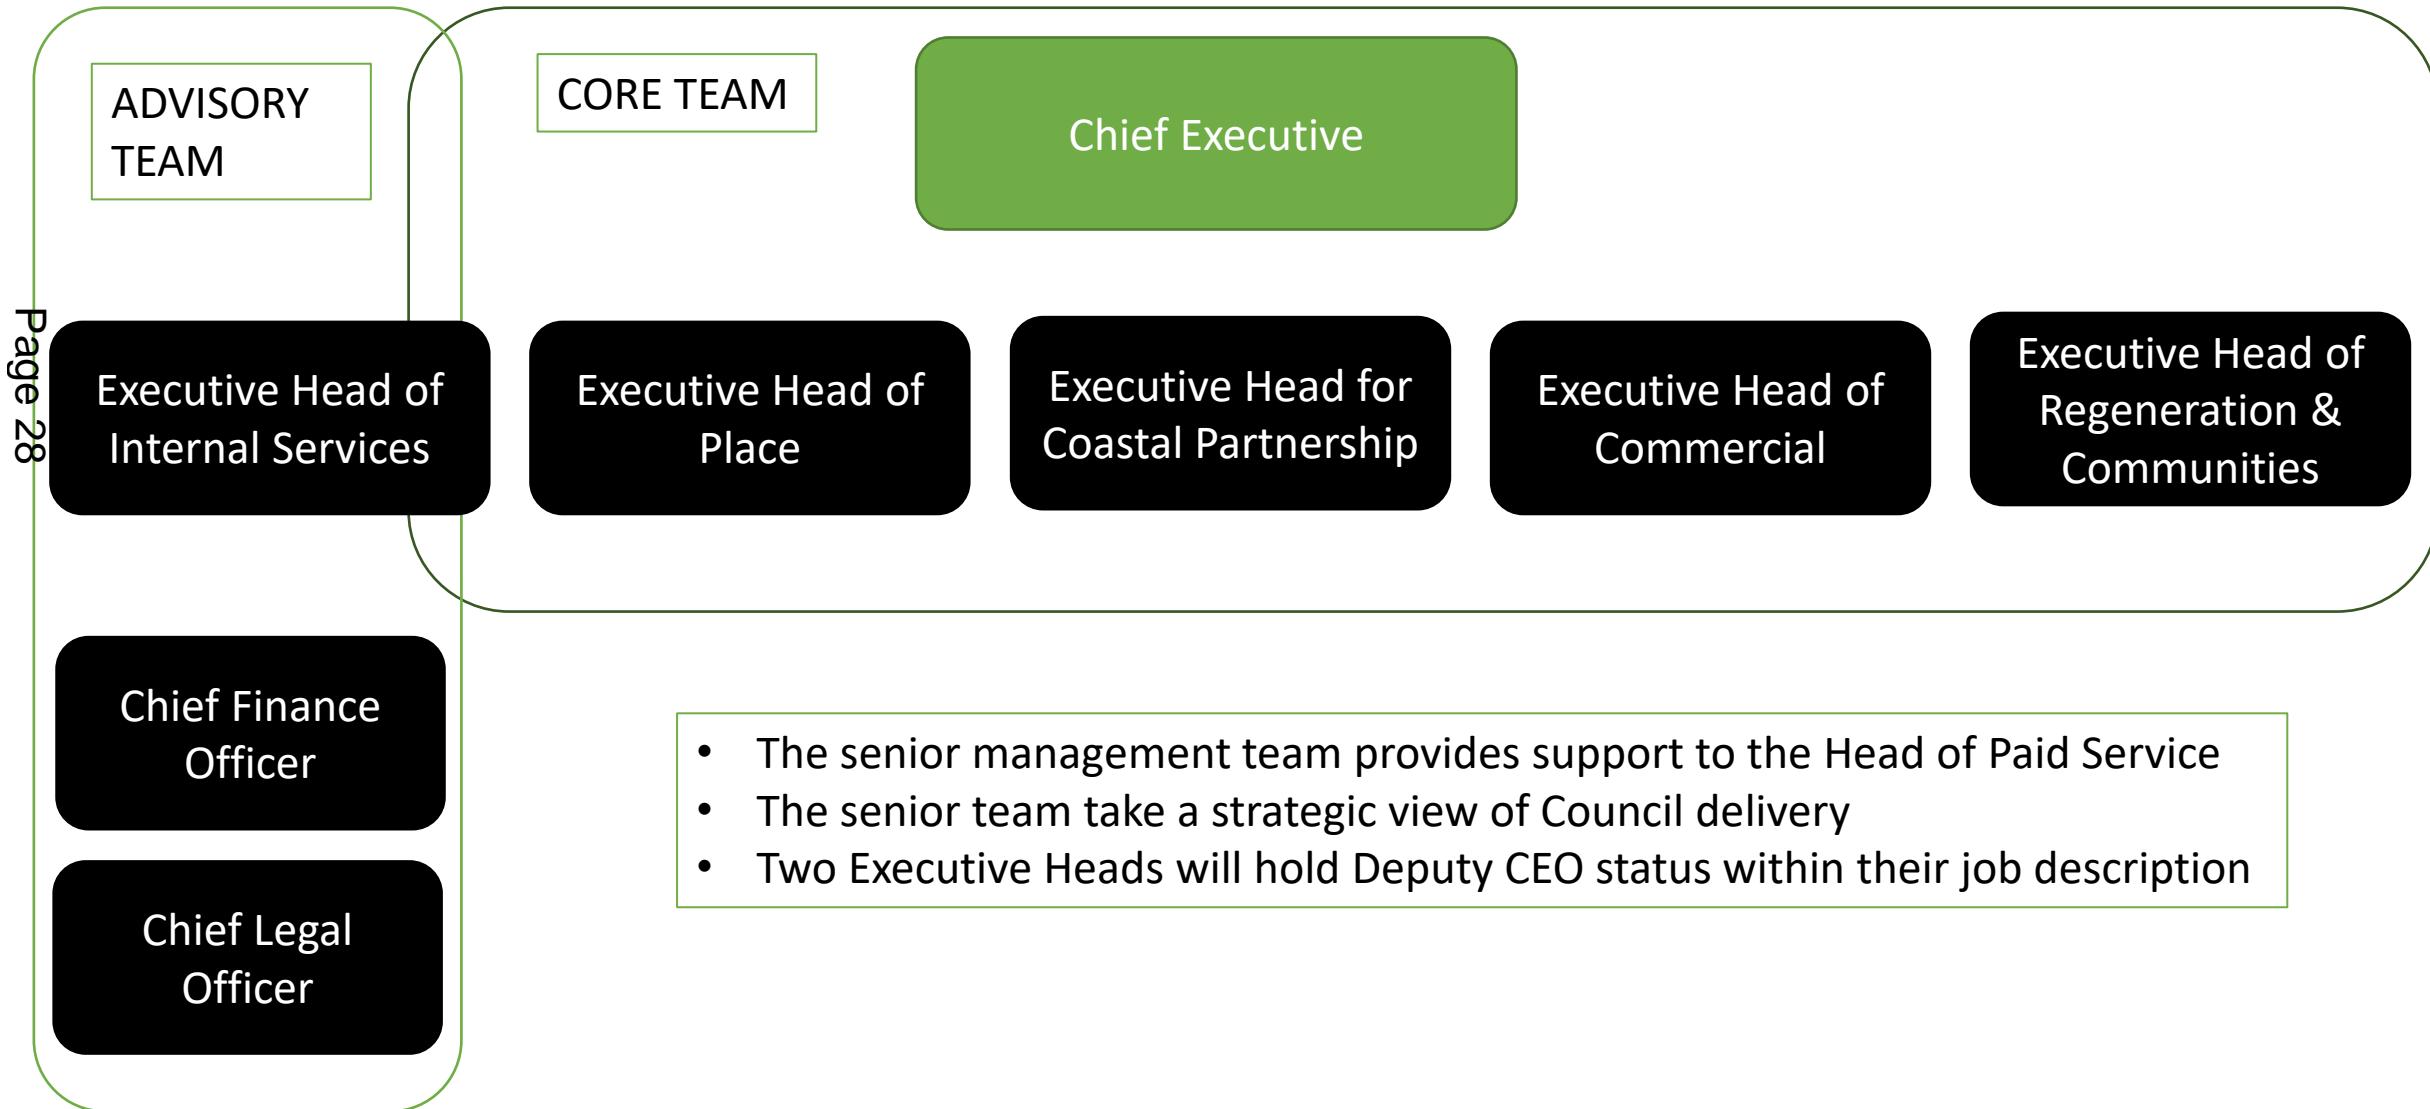 ADVISORY
TEAM
CORE TEAM
Chief Executive
Page 28
Executive Head of
Internal Services
Executive Head of
Place
Executive Head for
Coastal Partnership
Executive Head of
Commercial
Executive Head of
Regeneration &
Communities
Chief Finance
Officer
Chief Legal
Officer
• The senior management team provides support to the Head of Paid Service
• The senior team take a strategic view of Council delivery
• Two Executive Heads will hold Deputy CEO status within their job description